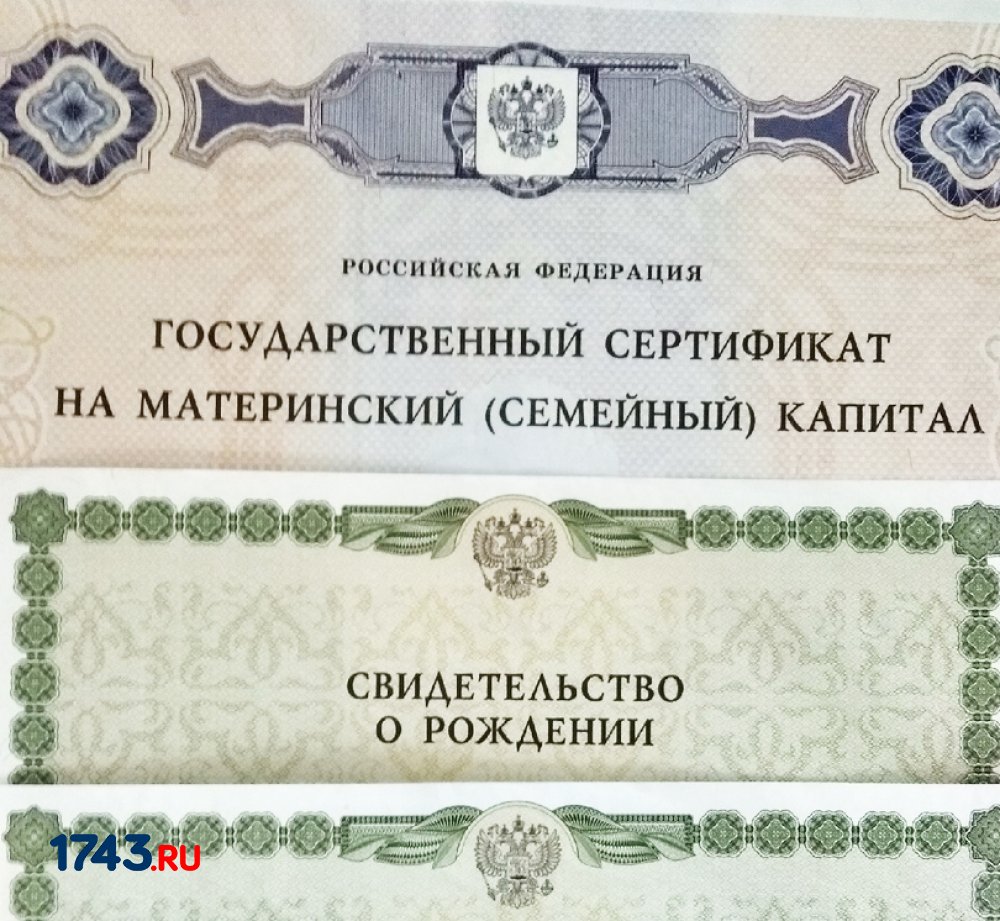 РОССИЙСКАЯ ФЕДЕРАЦИЯ
ГОСУДАРСТВЕННЫЙ СЕРТИФИКАТ
НА МАТЕРИНСКИЙ (СЕМЕЙНЫЙ) КАПИТАЛ
СВИДЕТЕЛЬСТВО
О РОЖДЕНИИ
1743.RU